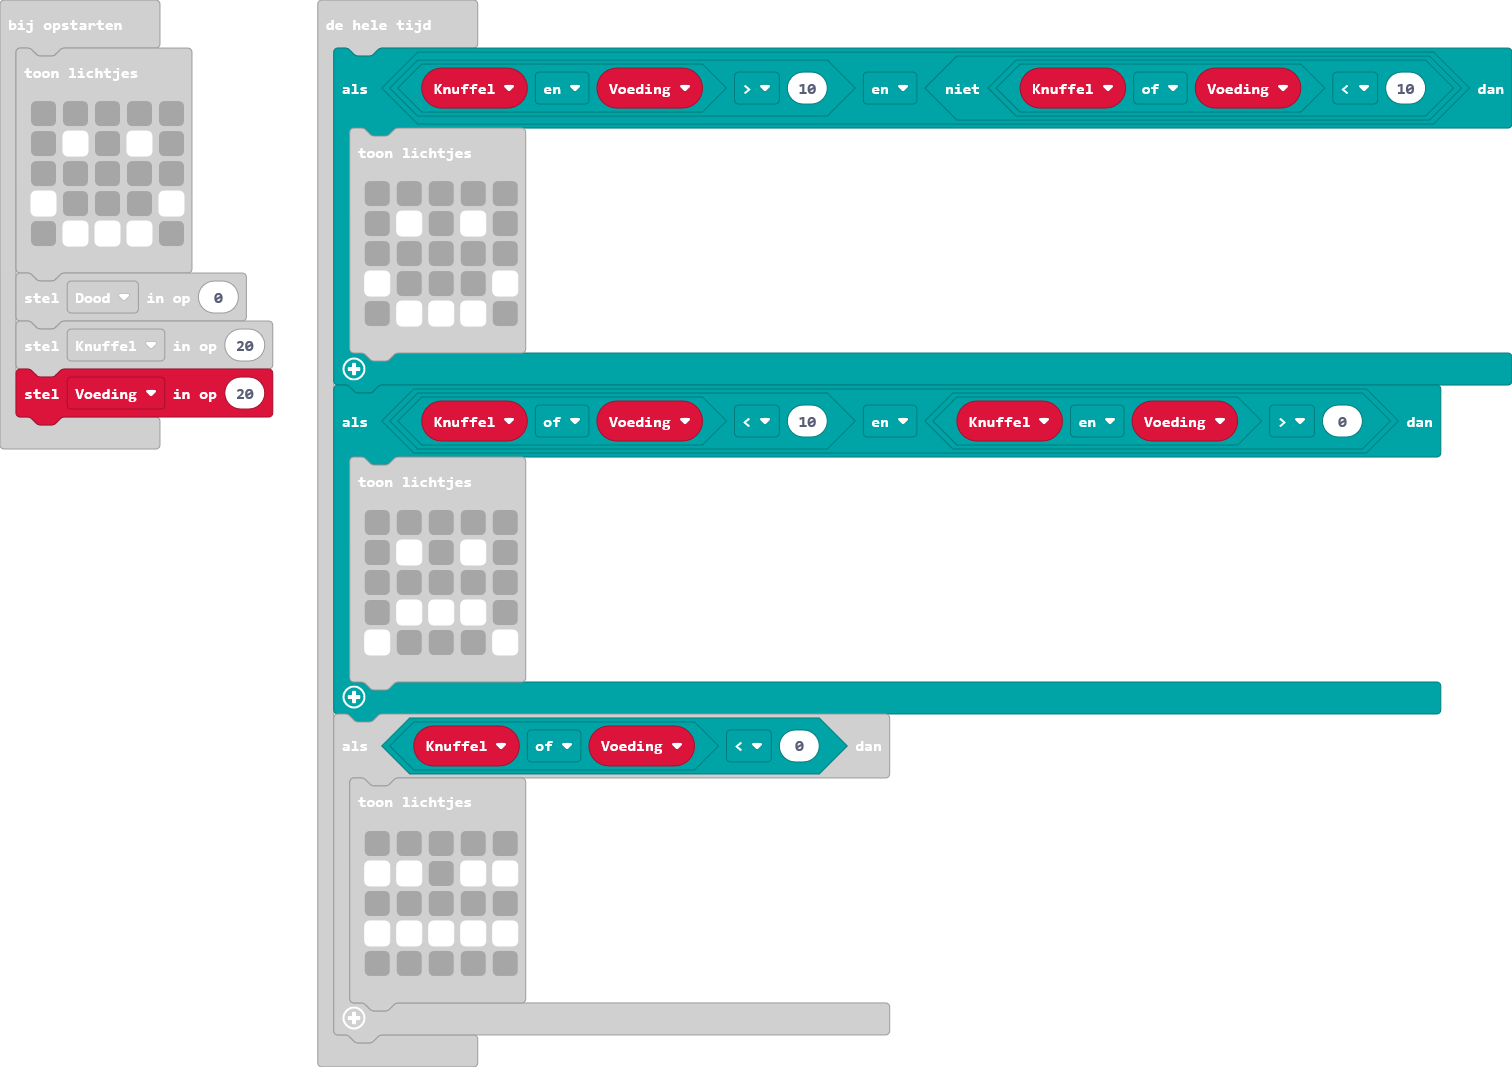 bij opstarten
toon lichtjes
stel Dood in op 0
stel Knuffel in op 20
stel Voeding in op 20
de hele tijd
als Knuffel en Voeding > 10 en niet Knuffel of Voeding < 10 dan
toon lichtjes
als Knuffel of Voeding < 10 en Knuffel en Voeding > 0 dan
toon lichtjes
als Knuffel of Voeding < 0 dan
toon lichtjes